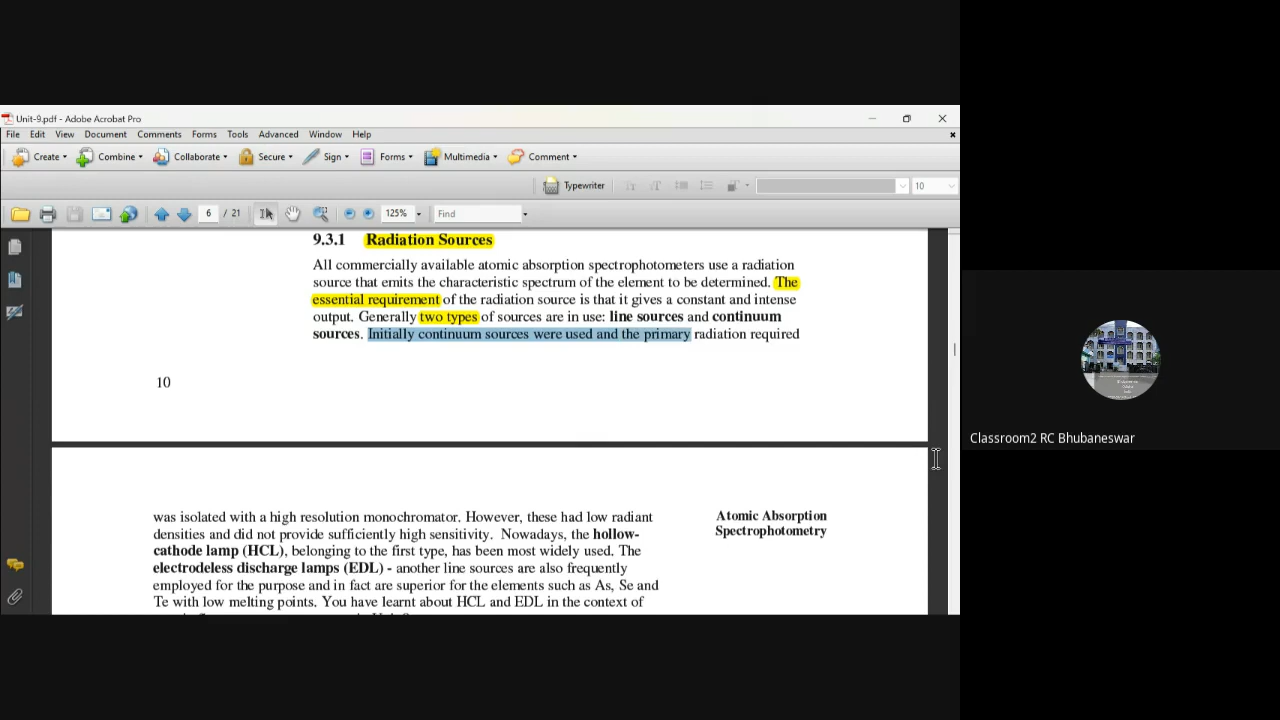 Unit-9.pdf - Adobe Acrobat Pro
File Edit View Document Comments Forms Tools Advanced Window Help
Create Combine Collaborate Secure Sign Forms Multimedia Comment
Typewriter 10
6 / 21 125% Find
9.3.1 Radiation Sources
All commercially available atomic absorption spectrophotometers use a radiation
source that emits the characteristic spectrum of the element to be determined. The
essential requirement of the radiation source is that it gives a constant and intense
output. Generally two types of sources are in use: line sources and continuum
sources. Initially continuum sources were used and the primary radiation required
10
was isolated with a high resolution monochromator. However, these had low radiant
densities and did not provide sufficiently high sensitivity. Nowadays, the hollow-
cathode lamp (HCL), belonging to the first type, has been most widely used. The
electrodeless discharge lamps (EDL) - another line sources are also frequently
employed for the purpose and in fact are superior for the elements such as As, Se and
Te with low melting points. You have learnt about HCL and EDL in the context of
Atomic Absorption
Spectrophotometry
Classroom2 RC Bhubaneswar